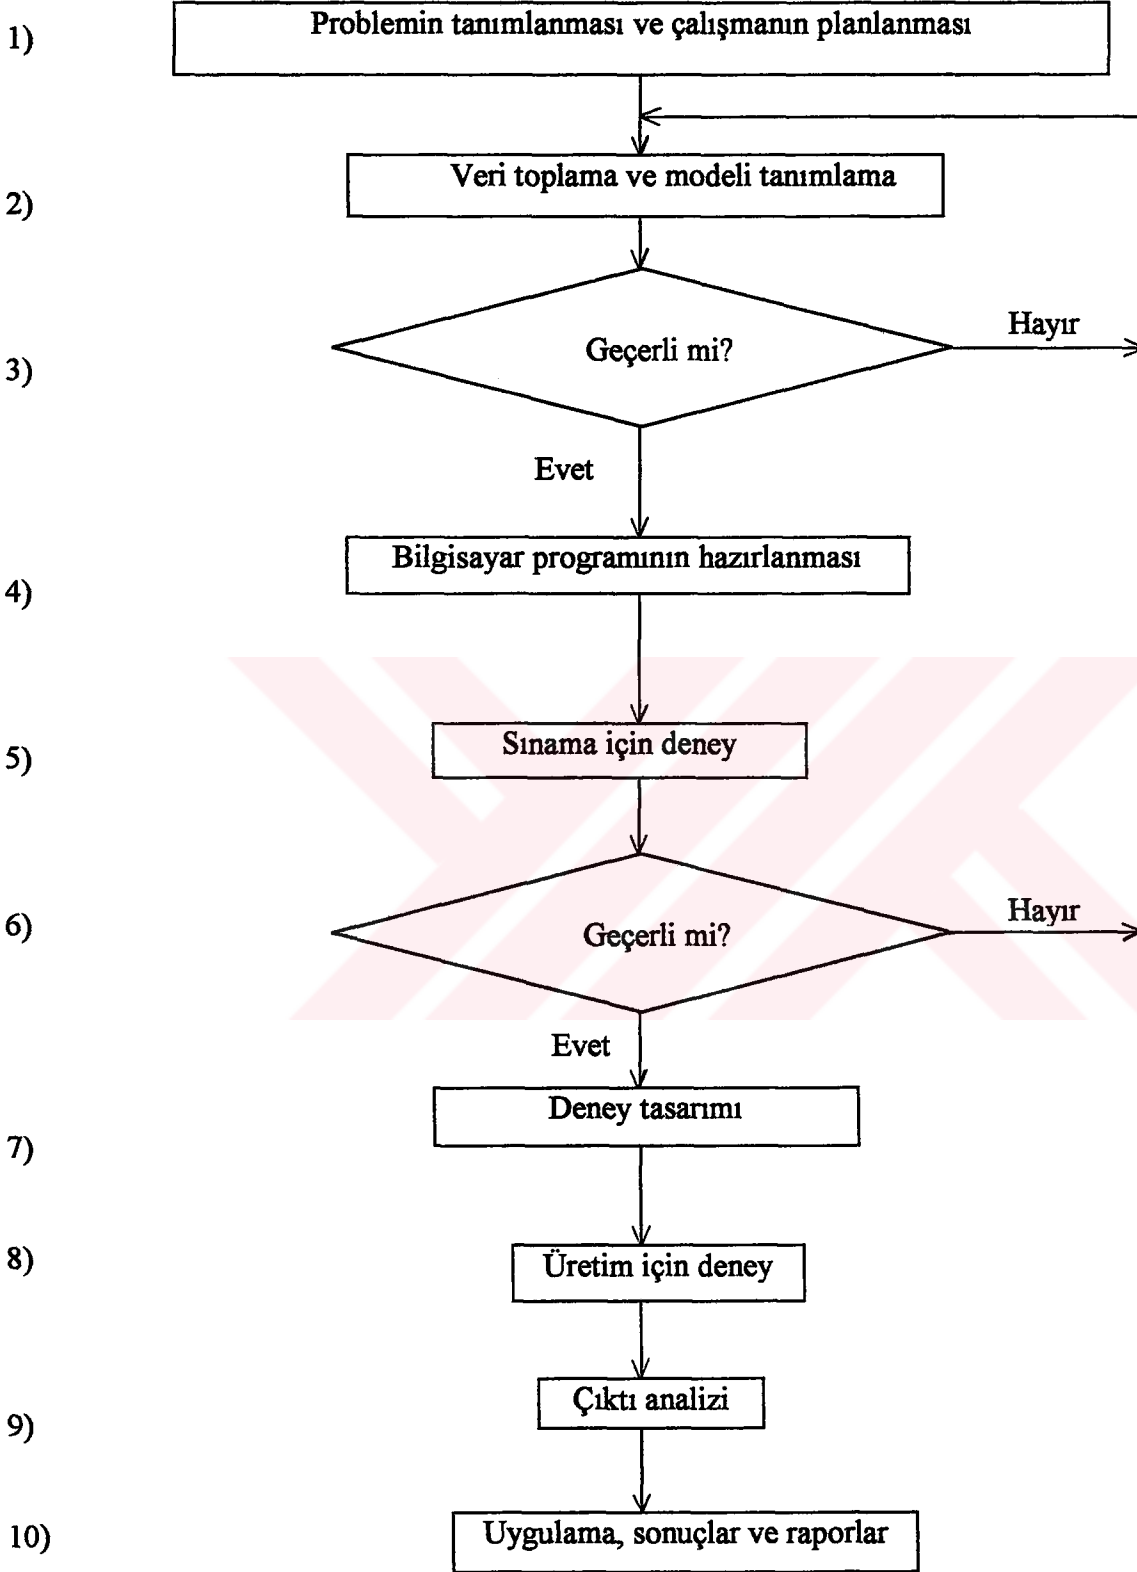 1) Problemin tanımlanması ve çalışmanın planlanması
2) Veri toplama ve modeli tanımlama
3) Geçerli mi? Hayır
Evet
4) Bilgisayar programının hazırlanması
5) Sınama için deney
6) Geçerli mi? Hayır
Evet
7) Deney tasarımı
8) Üretim için deney
9) Çıktı analizi
10) Uygulama, sonuçlar ve raporlar